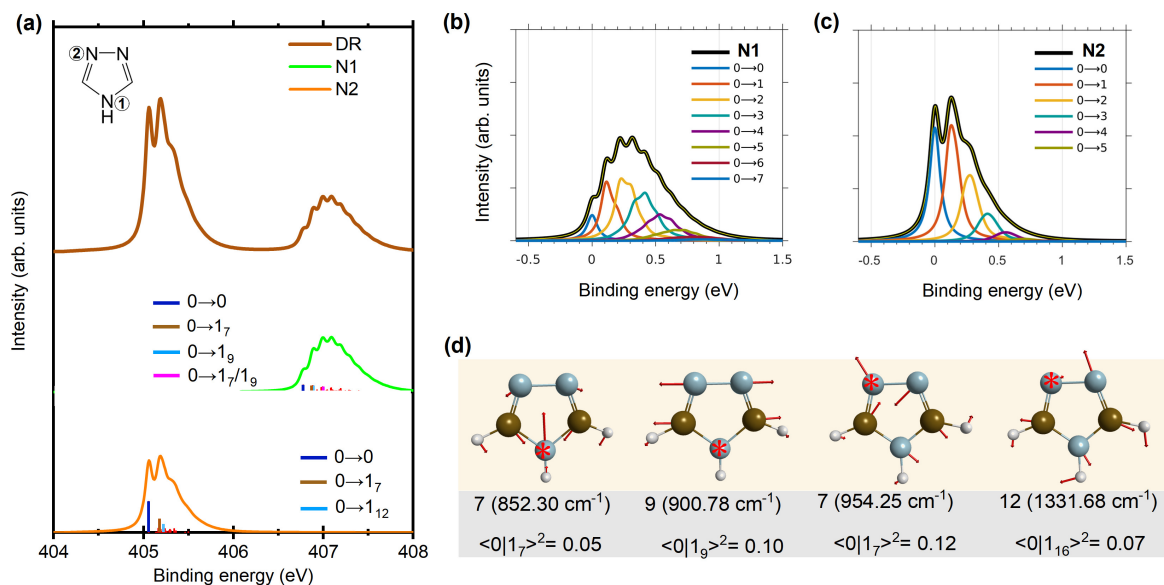 (a)
DR
N1
N2
②N—N
N①
H
Intensity (arb. units)
0→0
0→1₇
0→1₉
0→1₇/1₉
0→0
0→1₇
0→1₁₂
404 405 406 407 408
Binding energy (eV)
(b)
N1
0→0
0→1
0→2
0→3
0→4
0→5
0→6
0→7
Intensity (arb. units)
-0.5 0 0.5 1 1.5
Binding energy (eV)
(c)
N2
0→0
0→1
0→2
0→3
0→4
0→5
-0.5 0 0.5 1 1.5
Binding energy (eV)
(d)
* * * *
7 (852.30 cm⁻¹) 9 (900.78 cm⁻¹) 7 (954.25 cm⁻¹) 12 (1331.68 cm⁻¹)
<0|1₇>²= 0.05 <0|1₉>²= 0.10 <0|1₇>²= 0.12 <0|1₁₆>²= 0.07